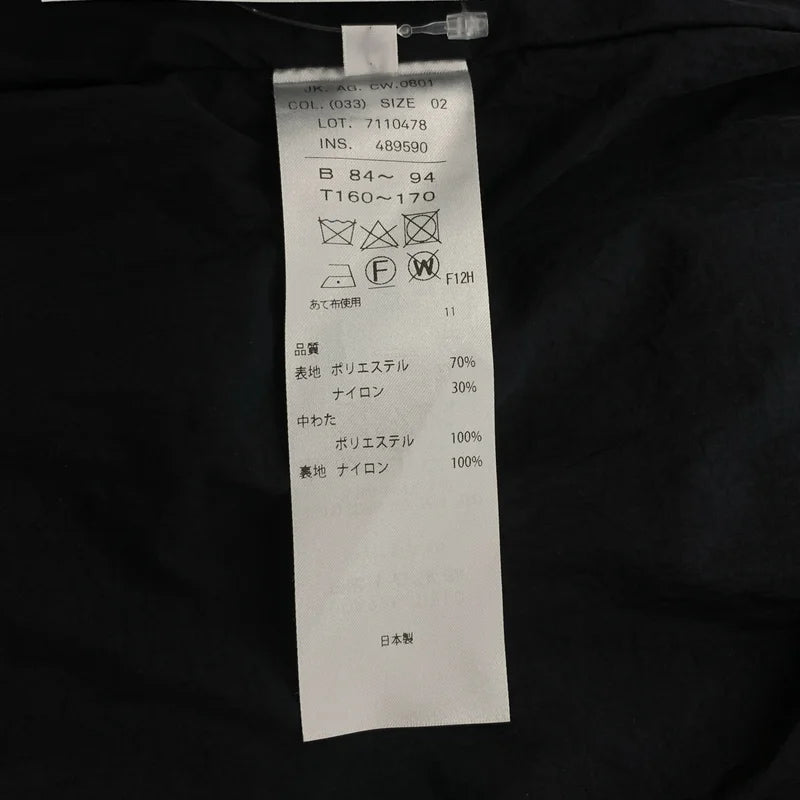 JK. AG. CW.0801
COL. (033) SIZE 02
LOT. 7110478
INS. 489590
B 84～ 94
T160～170
F W F12H
あて布使用
11
品質
表地 ポリエステル 70%
ナイロン 30%
中わた
ポリエステル 100%
裏地 ナイロン 100%
日本製